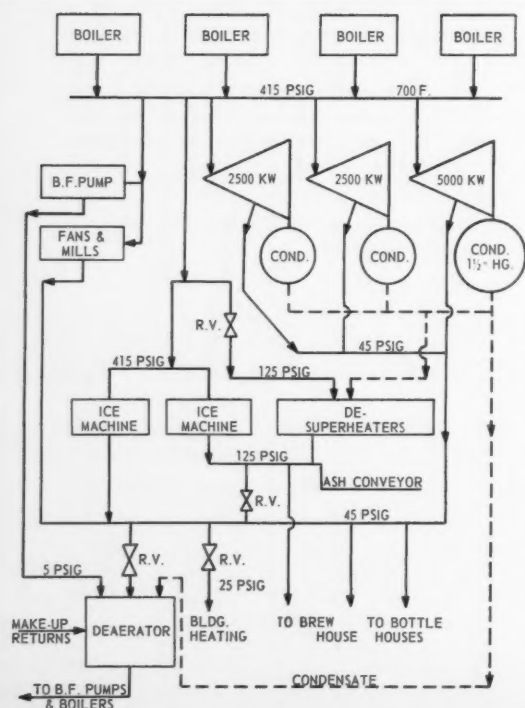 BOILER
BOILER
BOILER
BOILER
415 PSIG
700 F.
B.F. PUMP
FANS &
MILLS
2500 KW
2500 KW
5000 KW
COND.
COND.
COND.
1½" HG.
R.V.
45 PSIG
415 PSIG
125 PSIG
ICE
MACHINE
ICE
MACHINE
DE-
SUPERHEATERS
125 PSIG
ASH CONVEYOR
R.V.
45 PSIG
R.V.
R.V.
5 PSIG
25 PSIG
MAKE-UP
RETURNS
DEAERATOR
BLDG.
HEATING
TO BREW
HOUSE
TO BOTTLE
HOUSES
CONDENSATE
TO B.F. PUMPS
& BOILERS